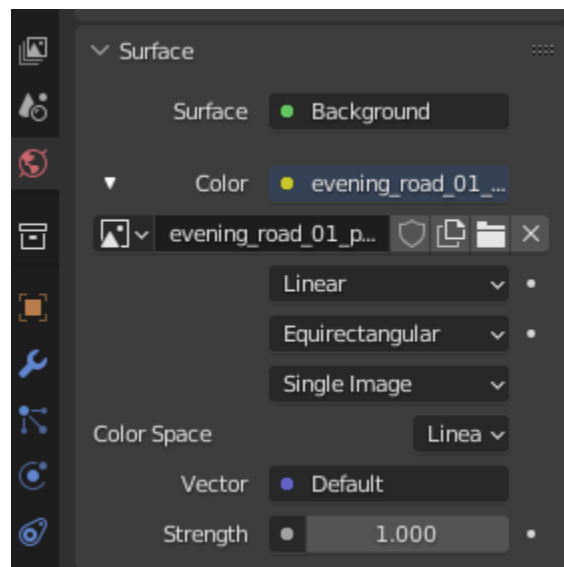 Surface
Surface Background
Color evening_road_01_...
evening_road_01_p...
Linear
Equirectangular
Single Image
Color Space Linea
Vector Default
Strength 1.000